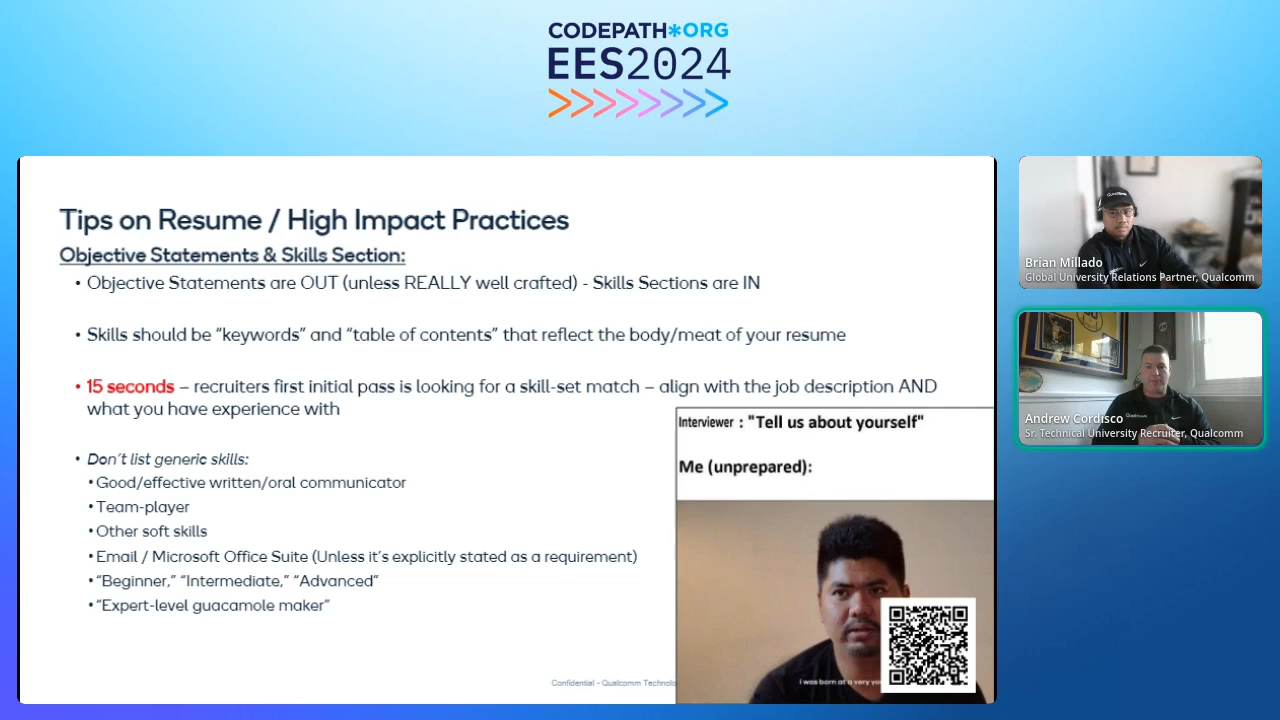 CODEPATH*ORG
EES2024
Tips on Resume / High Impact Practices
Objective Statements & Skills Section:
• Objective Statements are OUT (unless REALLY well crafted) - Skills Sections are IN
• Skills should be “keywords” and “table of contents” that reflect the body/meat of your resume
• 15 seconds – recruiters first initial pass is looking for a skill-set match – align with the job description AND
what you have experience with
• Don’t list generic skills:
• Good/effective written/oral communicator
• Team-player
• Other soft skills
• Email / Microsoft Office Suite (Unless it’s explicitly stated as a requirement)
• “Beginner,” “Intermediate,” “Advanced”
• “Expert-level guacamole maker”
Interviewer : "Tell us about yourself"
Me (unprepared):
i was born at a very
Confidential - Qualcomm
Brian Millado
Global University Relations Partner, Qualcomm
Andrew Cordisco
Sr. Technical University Recruiter, Qualcomm